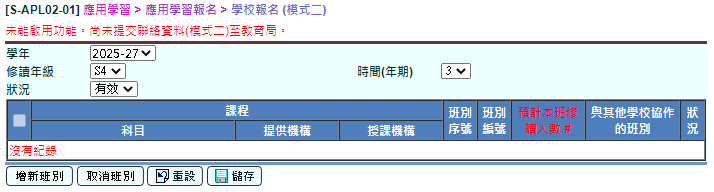 [S-APL02-01] 應用學習 > 應用學習報名 > 學校報名 (模式二)
未能啟用功能。尚未提交聯絡資料(模式二)至教育局。
學年 2025-27
修讀年級 S4 時間(年期) 3
狀況 有效
課程 班別序號 班別編號 預計本班修讀人數 # 與其他學校協作的班別 狀況
科目 提供機構 授課機構
沒有紀錄
增新班別 取消班別 重設 儲存